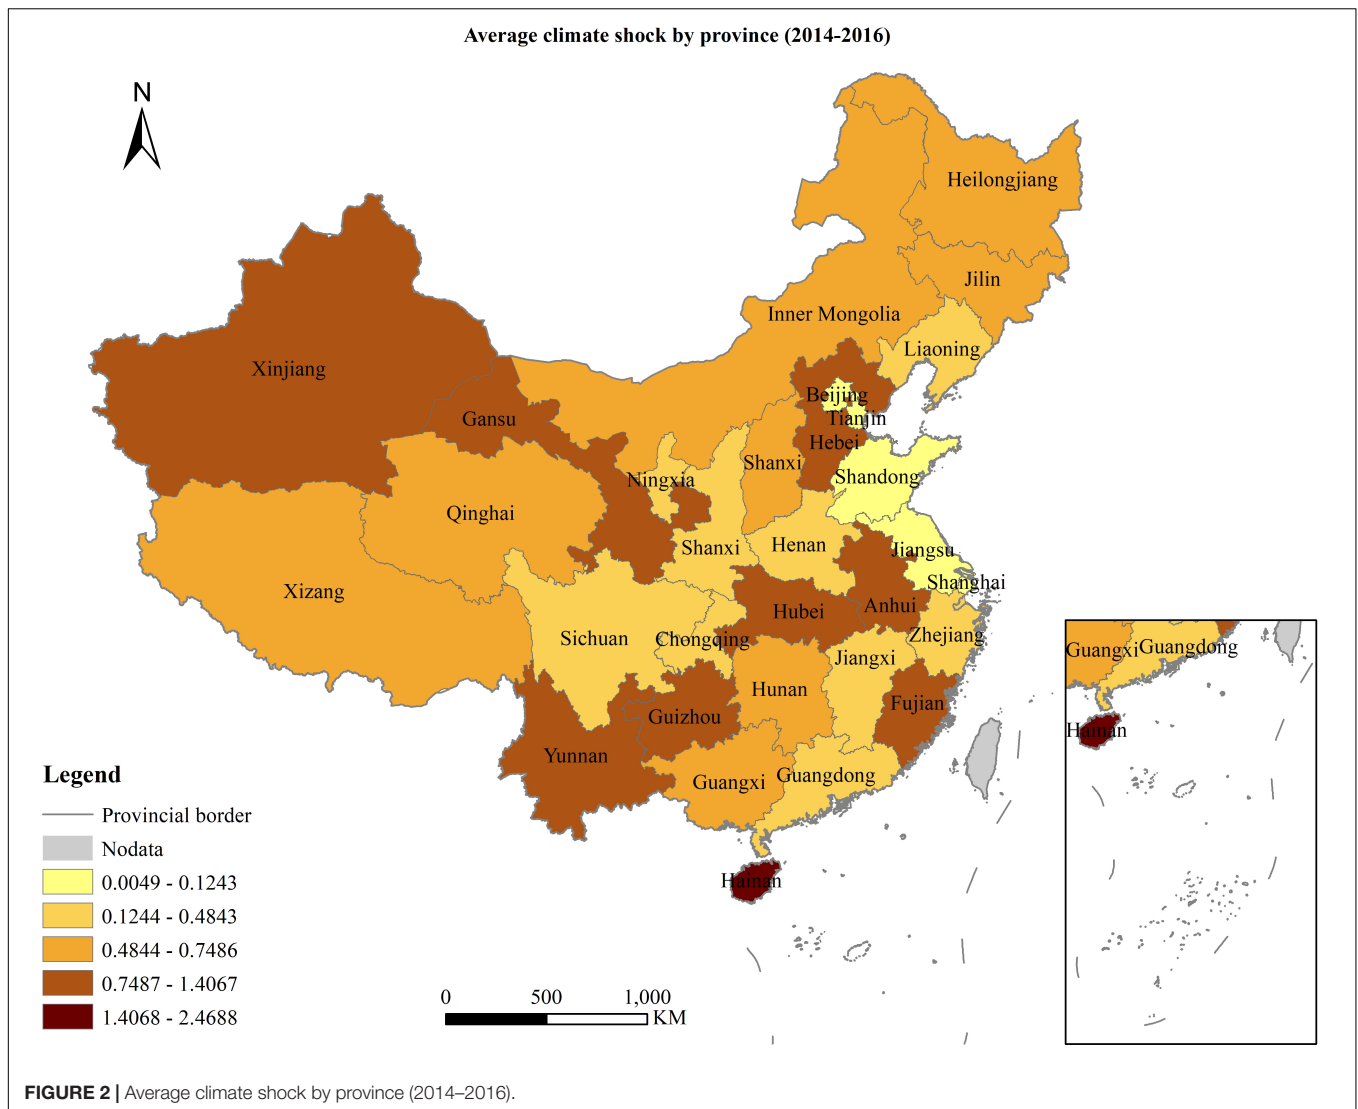 Average climate shock by province (2014-2016)
N
Heilongjiang
Jilin
Inner Mongolia
Liaoning
Xinjiang
Beijing
Gansu
Tianjin
Hebei
Shanxi
Ningxia
Shandong
Qinghai
Shanxi
Henan
Jiangsu
Shanghai
Xizang
Hubei
Anhui
Sichuan
Chongqing
Zhejiang
Jiangxi
Hunan
Fujian
Guizhou
Yunnan
Guangxi
Guangdong
Hainan
Guangxi
Guangdong
Hainan
Legend
Provincial border
Nodata
0.0049 - 0.1243
0.1244 - 0.4843
0.4844 - 0.7486
0.7487 - 1.4067
1.4068 - 2.4688
0 500 1,000
KM
FIGURE 2 | Average climate shock by province (2014–2016).